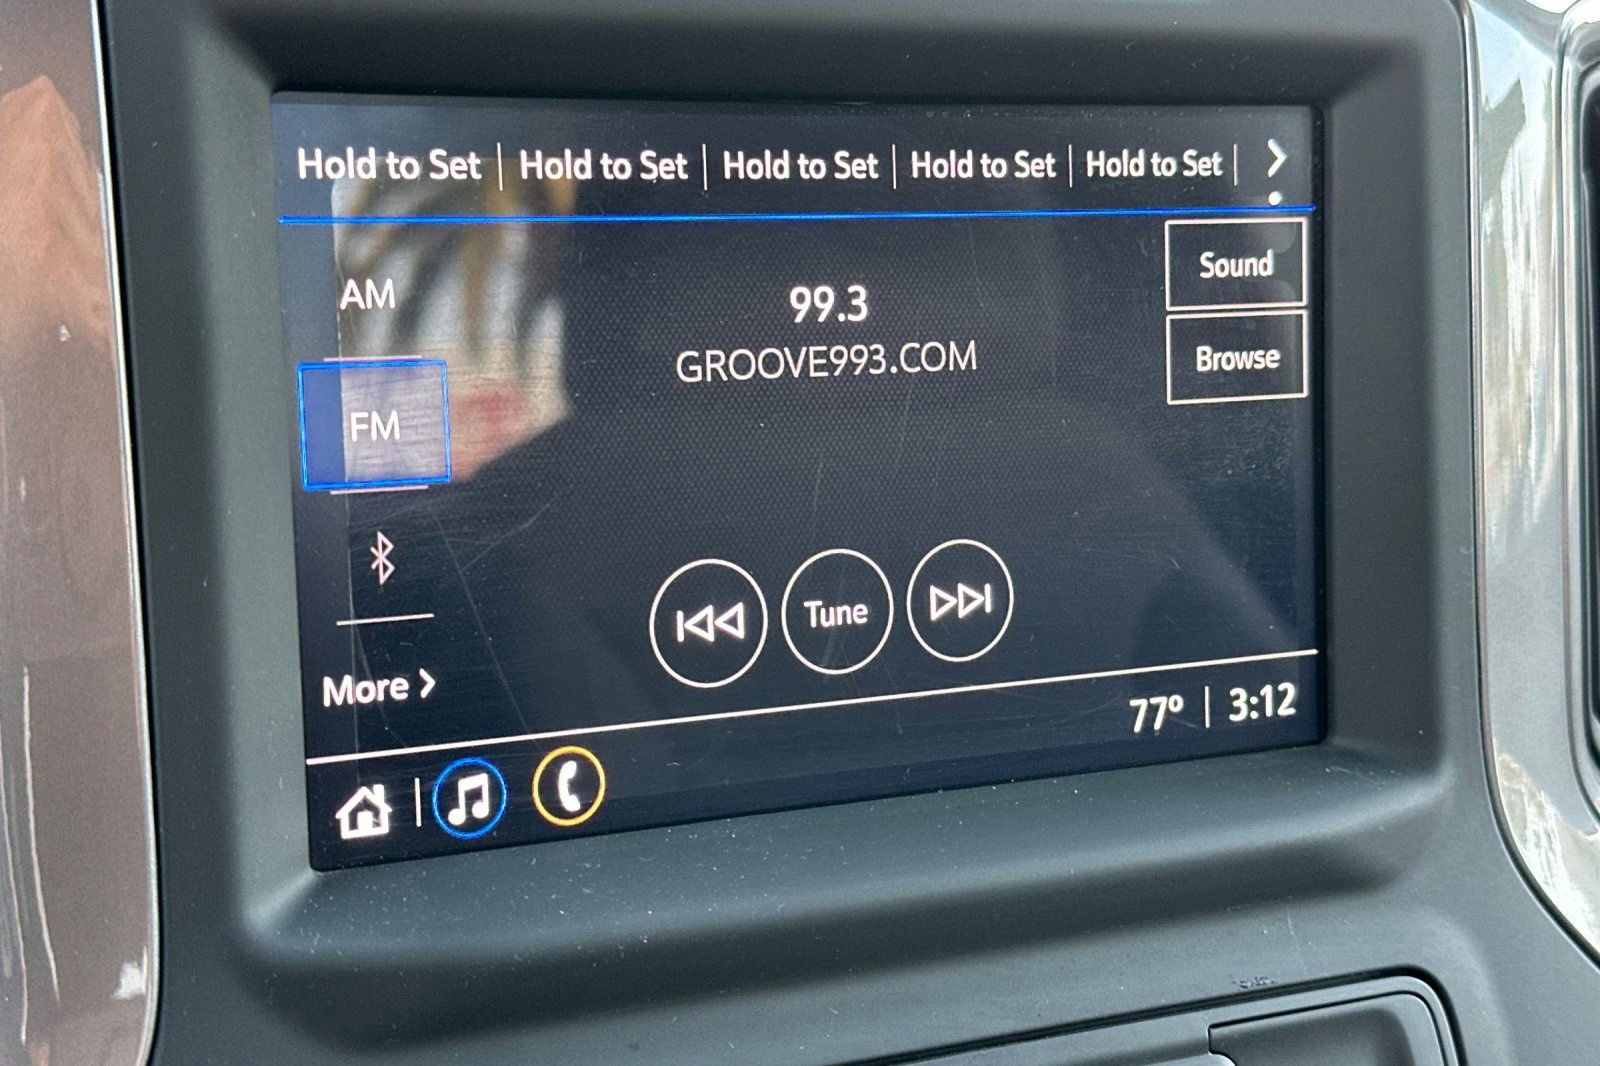 Hold to Set | Hold to Set | Hold to Set | Hold to Set | Hold to Set |
Sound
AM
99.3
GROOVE993.COM
Browse
FM
Tune
More
77° | 3:12